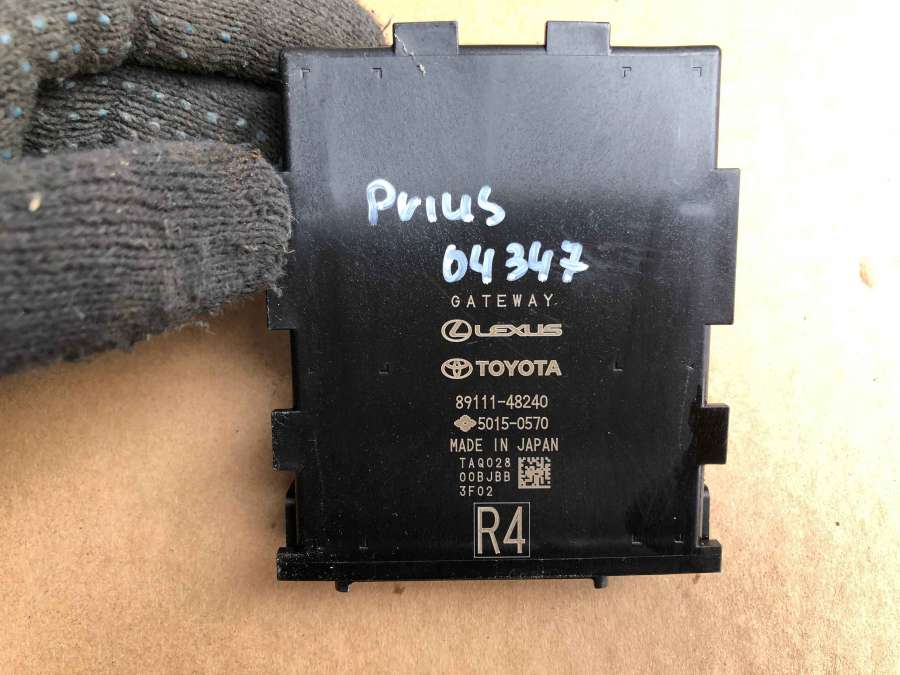 Prius
04347
GATEWAY
LEXUS
TOYOTA
89111-48240
5015-0570
MADE IN JAPAN
TAQ028
00BJBB
3F02
R4